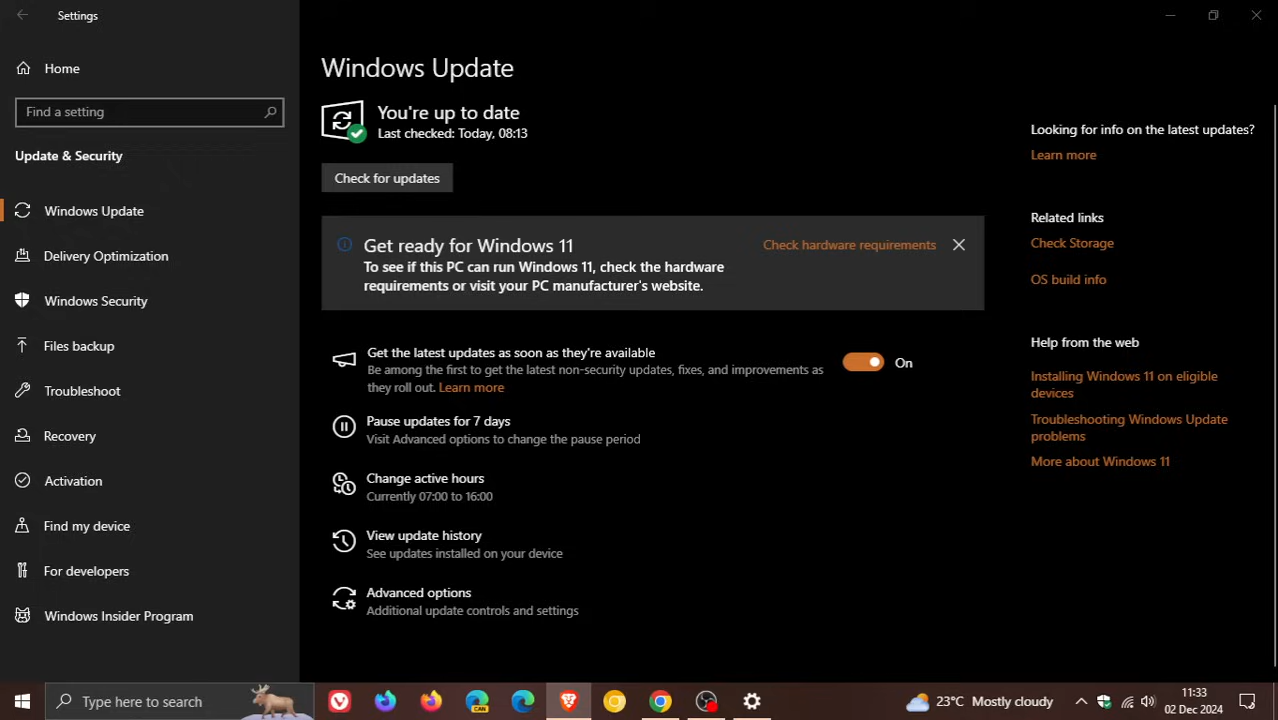 Settings
Home
Find a setting
Update & Security
Windows Update
Delivery Optimization
Windows Security
Files backup
Troubleshoot
Recovery
Activation
Find my device
For developers
Windows Insider Program
Windows Update
You're up to date
Last checked: Today, 08:13
Check for updates
Get ready for Windows 11
Check hardware requirements
To see if this PC can run Windows 11, check the hardware
requirements or visit your PC manufacturer's website.
Get the latest updates as soon as they're available
Be among the first to get the latest non-security updates, fixes, and improvements as
they roll out. Learn more
On
Pause updates for 7 days
Visit Advanced options to change the pause period
Change active hours
Currently 07:00 to 16:00
View update history
See updates installed on your device
Advanced options
Additional update controls and settings
Looking for info on the latest updates?
Learn more
Related links
Check Storage
OS build info
Help from the web
Installing Windows 11 on eligible
devices
Troubleshooting Windows Update
problems
More about Windows 11
Type here to search
CAN
23°C Mostly cloudy
11:33
02 Dec 2024